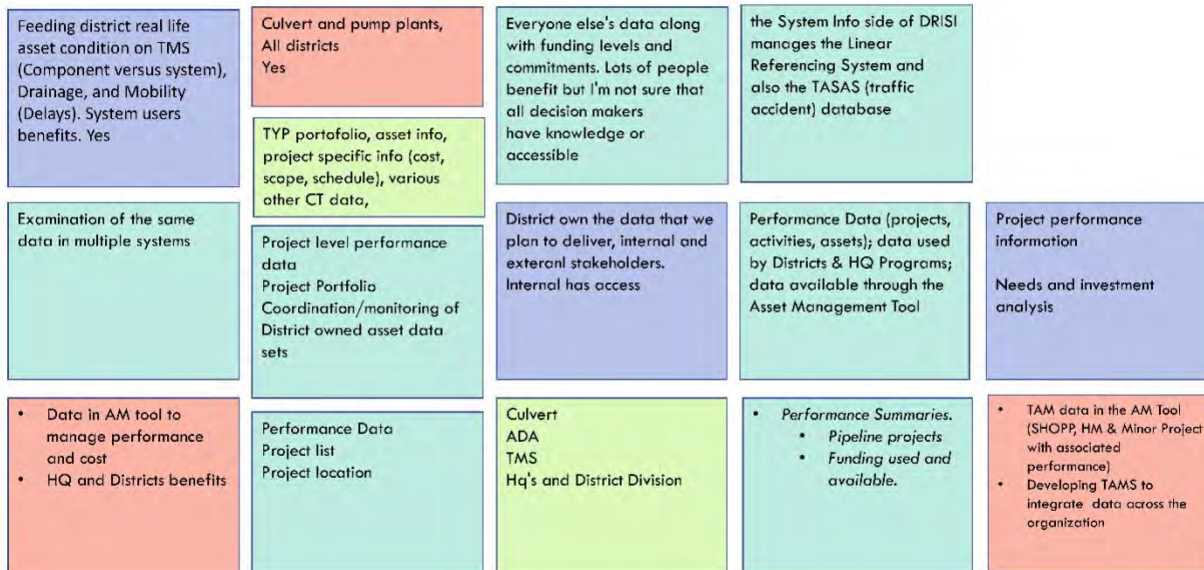 Feeding district real life
asset condition on TMS
(Component versus system),
Drainage, and Mobility
(Delays). System users
benefits. Yes
Culvert and pump plants,
All districts
Yes
TYP portofolio, asset info,
project specific info (cost,
scope, schedule), various
other CT data,
Everyone else's data along
with funding levels and
commitments. Lots of people
benefit but I'm not sure that
all decision makers
have knowledge or
accessible
the System Info side of DRISI
manages the Linear
Referencing System and
also the TASAS (traffic
accident) database
Examination of the same
data in multiple systems
Project level performance
data
Project Portfolio
Coordination/monitoring of
District owned asset data
sets
District own the data that we
plan to deliver, internal and
exteranl stakeholders.
Internal has access
Performance Data (projects,
activities, assets); data used
by Districts & HQ Programs;
data available through the
Asset Management Tool
Project performance
information
Needs and investment
analysis
• Data in AM tool to
manage performance
and cost
• HQ and Districts benefits
Performance Data
Project list
Project location
Culvert
ADA
TMS
Hq's and District Division
• Performance Summaries.
• Pipeline projects
• Funding used and
available.
• TAM data in the AM Tool
(SHOPP, HM & Minor Project
with associated
performance)
• Developing TAMS to
integrate data across the
organization